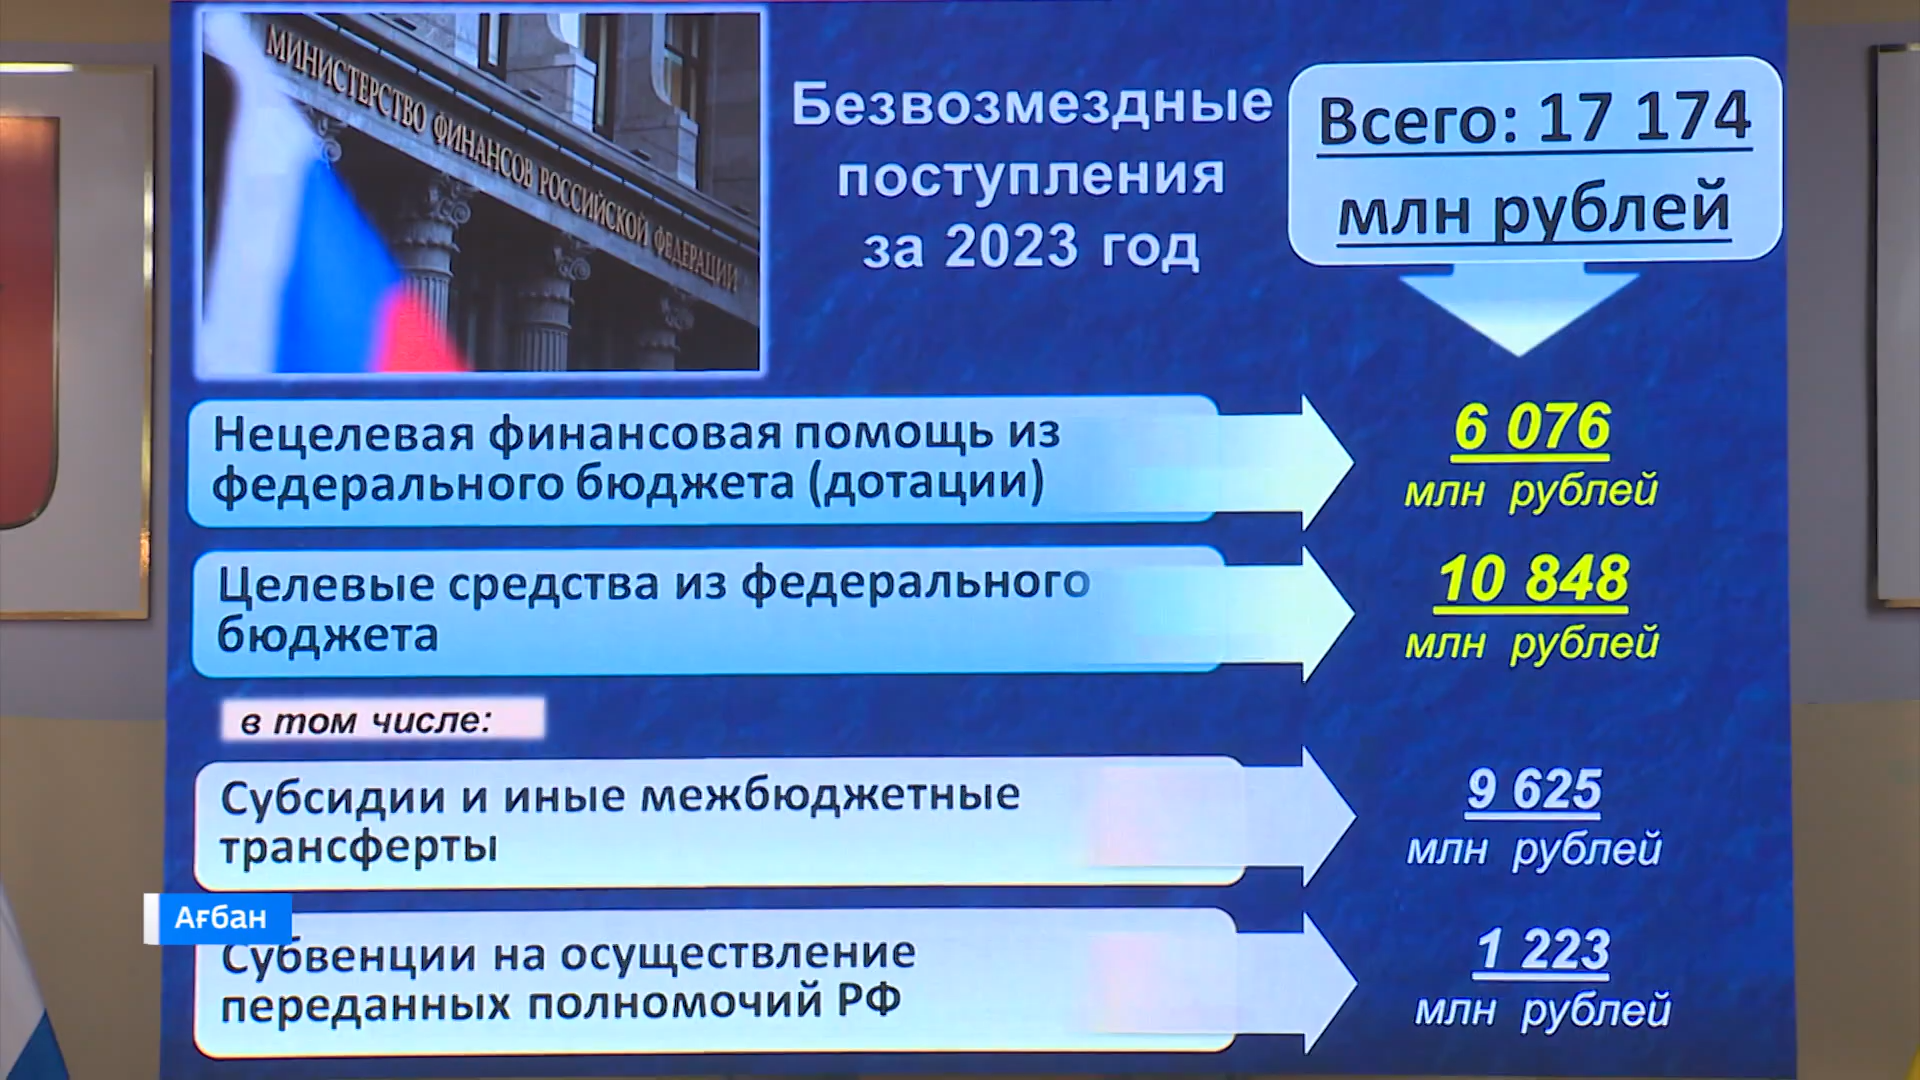 МИНИСТЕРСТВО ФИНАНСОВ РОССИЙСКОЙ ФЕДЕРАЦИИ
Безвозмездные
поступления
за 2023 год
Всего: 17 174
млн рублей
Нецелевая финансовая помощь из
федерального бюджета (дотации)
6 076
млн рублей
Целевые средства из федерального
бюджета
10 848
млн рублей
в том числе:
Субсидии и иные межбюджетные
трансферты
9 625
млн рублей
Ағбан
Субвенции на осуществление
переданных полномочий РФ
1 223
млн рублей